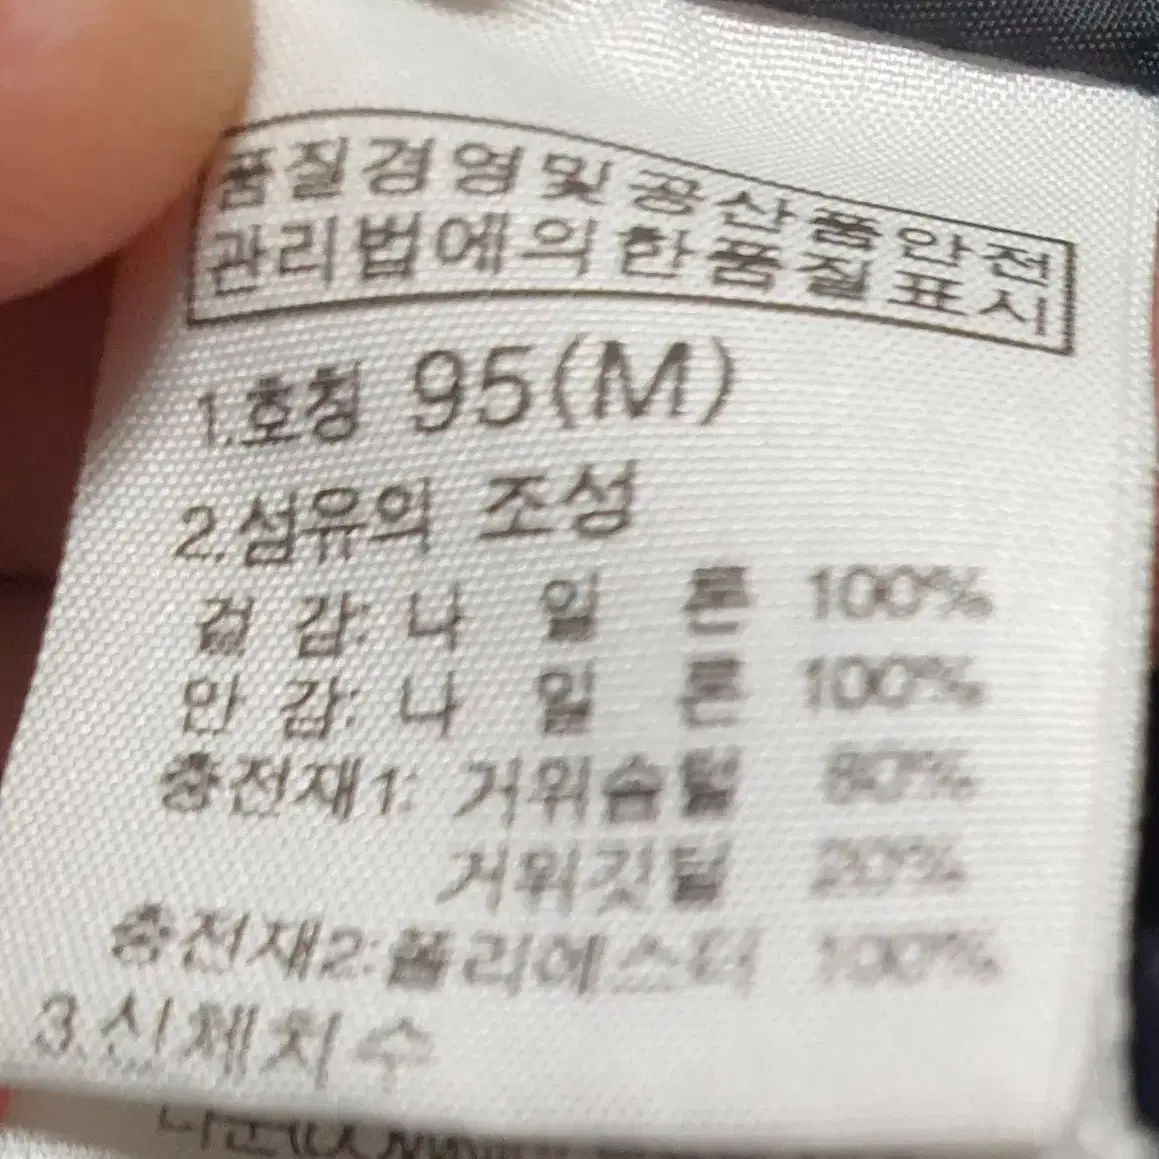 품질경영및공산품안전
관리법에의한품질표시
1.호칭 95(M)
2.섬유의 조성
겉 감: 나 일 론 100%
안 감: 나 일 론 100%
충전재1: 거위솜털 80%
거위깃털 20%
충전재2:폴리에스터 100%
3.신체치수